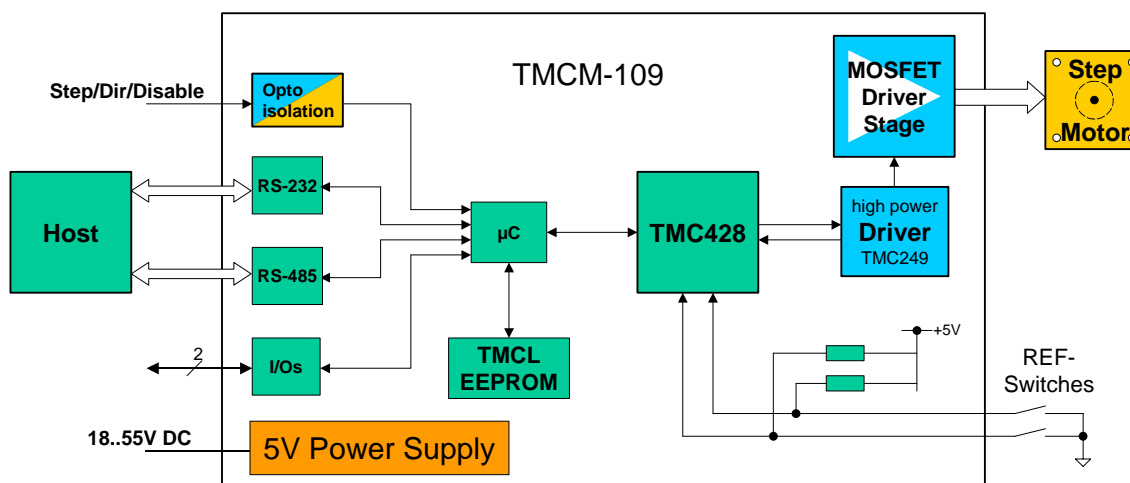 TMCM-109
Step/Dir/Disable
Opto
isolation
MOSFET
Driver
Stage
Step
Motor
Host
RS-232
RS-485
µC
TMC428
high power
Driver
TMC249
2
I/Os
TMCL
EEPROM
+5V
REF-
Switches
18..55V DC
5V Power Supply